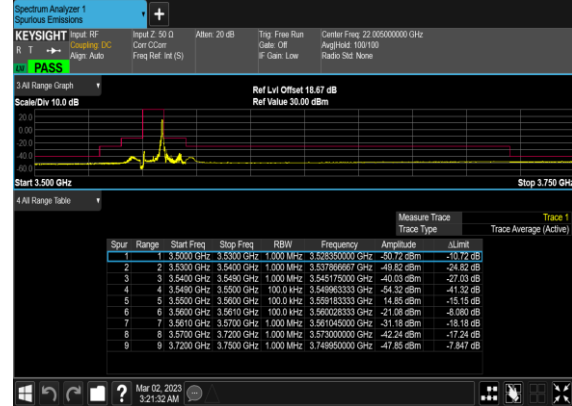 Spectrum Analyzer 1
Spurious Emissions
KEYSIGHT Input: RF Input Z: 50 Ω Atten: 20 dB Trig: Free Run Center Freq: 22.005000000 GHz
R T Coupling: DC Corr CCorr Gate: Off Avg|Hold: 100/100
Align: Auto Freq Ref: Int (S) IF Gain: Low Radio Std: None
LXI PASS
3 All Range Graph Ref Lvl Offset 18.67 dB
Scale/Div 10.0 dB Ref Value 30.00 dBm
20.0
0.00
-20.0
-40.0
-60.0
Start 3.500 GHz Stop 3.750 GHz
4 All Range Table
Measure Trace Trace 1
Trace Type Trace Average (Active)
Spur Range Start Freq Stop Freq RBW Frequency Amplitude ΔLimit
1 1 3.5000 GHz 3.5300 GHz 1.000 MHz 3.528350000 GHz -50.72 dBm -10.72 dB
2 2 3.5300 GHz 3.5400 GHz 1.000 MHz 3.537866667 GHz -49.82 dBm -24.82 dB
3 3 3.5400 GHz 3.5490 GHz 1.000 MHz 3.545175000 GHz -40.03 dBm -27.03 dB
4 4 3.5490 GHz 3.5500 GHz 100.0 kHz 3.549963333 GHz -54.32 dBm -41.32 dB
5 5 3.5500 GHz 3.5600 GHz 100.0 kHz 3.559183333 GHz 14.85 dBm -15.15 dB
6 6 3.5600 GHz 3.5610 GHz 100.0 kHz 3.560028333 GHz -21.08 dBm -8.080 dB
7 7 3.5610 GHz 3.5700 GHz 1.000 MHz 3.561045000 GHz -31.18 dBm -18.18 dB
8 8 3.5700 GHz 3.7200 GHz 1.000 MHz 3.573000000 GHz -42.24 dBm -17.24 dB
9 9 3.7200 GHz 3.7500 GHz 1.000 MHz 3.749950000 GHz -47.85 dBm -7.847 dB
Mar 02, 2023
3:21:32 AM